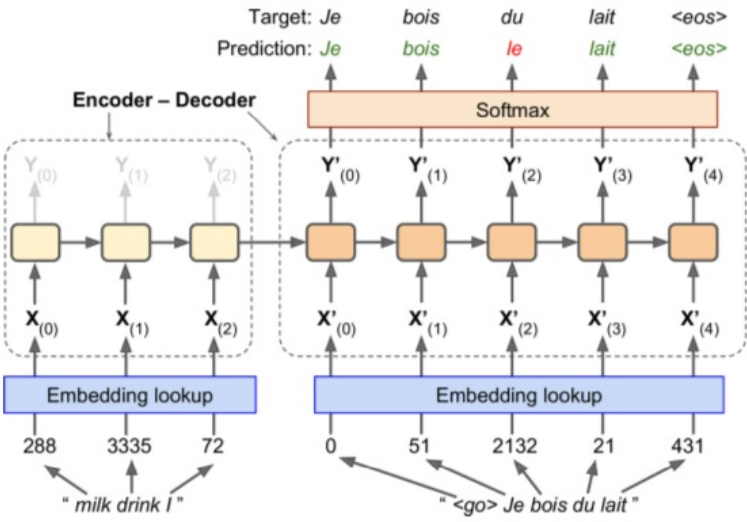 Target: Je bois du lait <eos>
Prediction: Je bois le lait <eos>
Encoder – Decoder
Softmax
Y(0) Y(1) Y(2) Y'(0) Y'(1) Y'(2) Y'(3) Y'(4)
X(0) X(1) X(2) X'(0) X'(1) X'(2) X'(3) X'(4)
Embedding lookup Embedding lookup
288 3335 72 0 51 2132 21 431
“ milk drink I ” “ <go> Je bois du lait ”